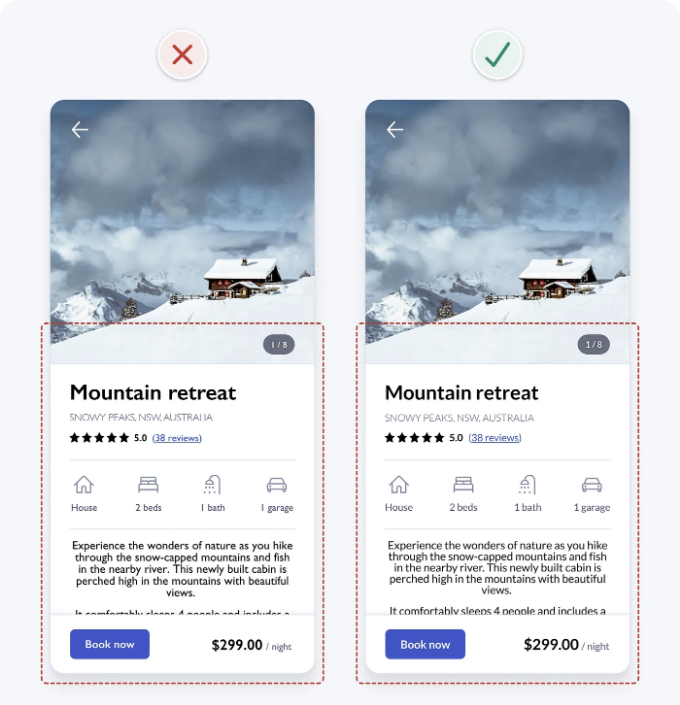 1 / 8
Mountain retreat
SNOWY PEAKS, NSW, AUSTRALIA
5.0 (38 reviews)
House 2 beds 1 bath 1 garage
Experience the wonders of nature as you hike
through the snow-capped mountains and fish
in the nearby river. This newly built cabin is
perched high in the mountains with beautiful
views.
It comfortably sleeps 4 people and includes a
Book now $299.00 / night
1 / 8
Mountain retreat
SNOWY PEAKS, NSW, AUSTRALIA
5.0 (38 reviews)
House 2 beds 1 bath 1 garage
Experience the wonders of nature as you hike
through the snow-capped mountains and fish
in the nearby river. This newly built cabin is
perched high in the mountains with beautiful
views.
It comfortably sleeps 4 people and includes a
Book now $299.00 / night